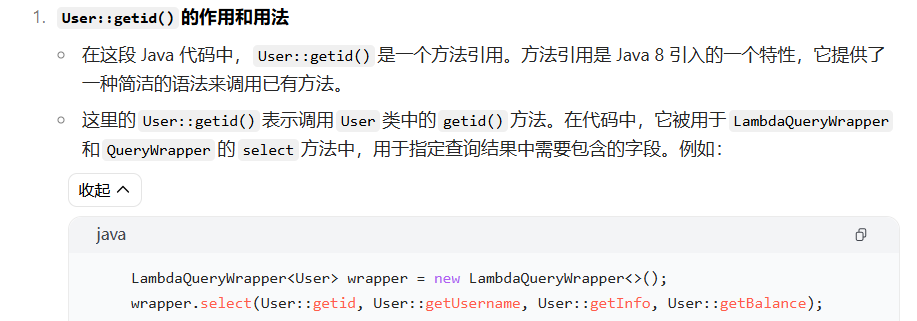 1. User::getid() 的作用和用法
在这段 Java 代码中， User::getid() 是一个方法引用。方法引用是 Java 8 引入的一个特性，它提供了
一种简洁的语法来调用已有方法。
这里的 User::getid() 表示调用 User 类中的 getid() 方法。在代码中，它被用于 LambdaQueryWrapper
和 QueryWrapper 的 select 方法中，用于指定查询结果中需要包含的字段。例如：
收起
java
LambdaQueryWrapper<User> wrapper = new LambdaQueryWrapper<>();
wrapper.select(User::getid, User::getUsername, User::getInfo, User::getBalance);